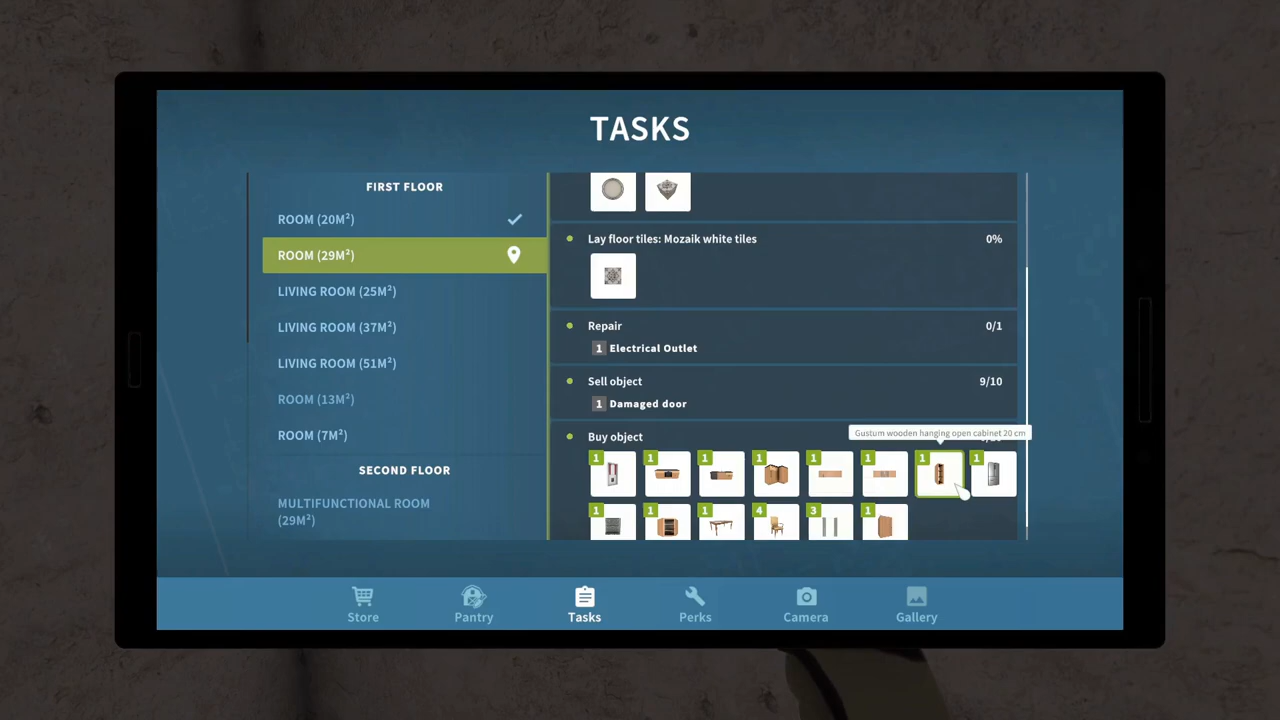 TASKS
FIRST FLOOR
ROOM (20M²)
ROOM (29M²)
LIVING ROOM (25M²)
LIVING ROOM (37M²)
LIVING ROOM (51M²)
ROOM (13M²)
ROOM (7M²)
SECOND FLOOR
MULTIFUNCTIONAL ROOM
(29M²)
Lay floor tiles: Mozaik white tiles 0%
Repair 0/1
1 Electrical Outlet
Sell object 9/10
1 Damaged door
Gustum wooden hanging open cabinet 20 cm
Buy object
1 1 1 1 1 1 1 1
1 1 1 4 3 1
Store Pantry Tasks Perks Camera Gallery